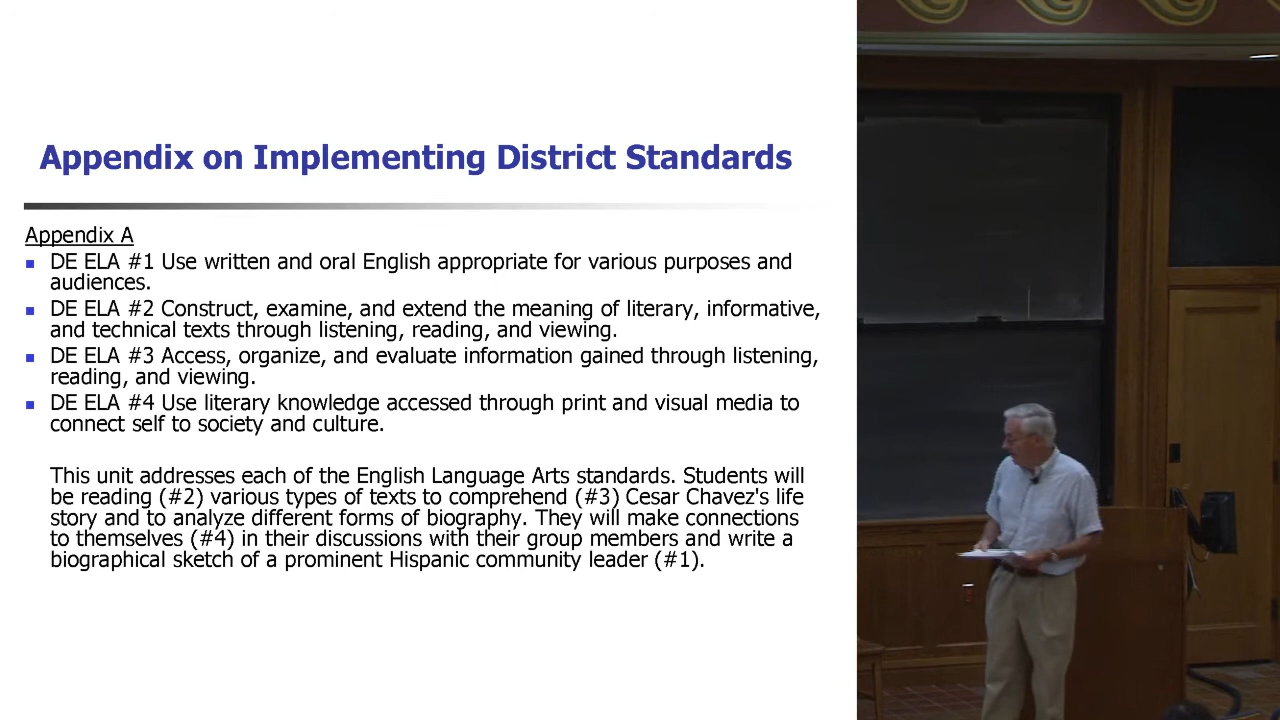 Appendix on Implementing District Standards
Appendix A
DE ELA #1 Use written and oral English appropriate for various purposes and
audiences.
DE ELA #2 Construct, examine, and extend the meaning of literary, informative,
and technical texts through listening, reading, and viewing.
DE ELA #3 Access, organize, and evaluate information gained through listening,
reading, and viewing.
DE ELA #4 Use literary knowledge accessed through print and visual media to
connect self to society and culture.
This unit addresses each of the English Language Arts standards. Students will
be reading (#2) various types of texts to comprehend (#3) Cesar Chavez's life
story and to analyze different forms of biography. They will make connections
to themselves (#4) in their discussions with their group members and write a
biographical sketch of a prominent Hispanic community leader (#1).